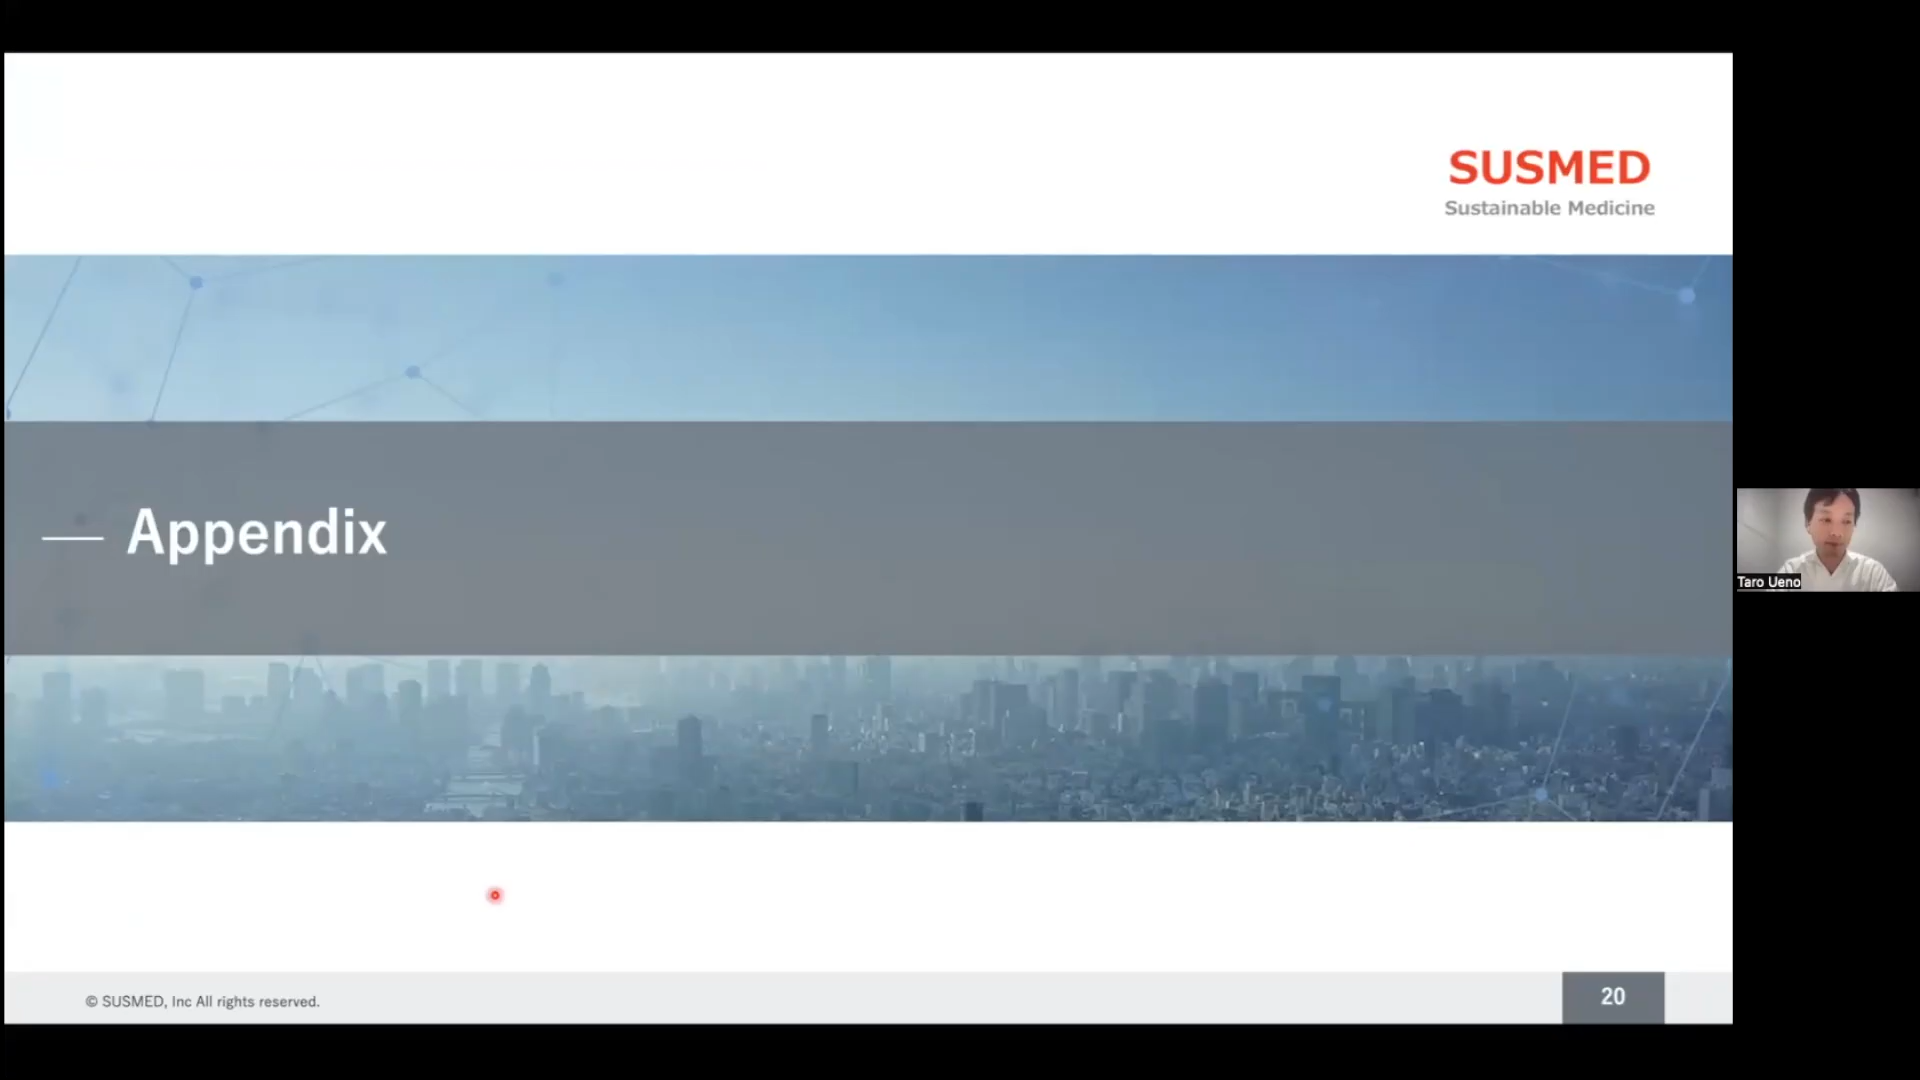 SUSMED
Sustainable Medicine
Appendix
Taro Ueno
© SUSMED, Inc All rights reserved.
20